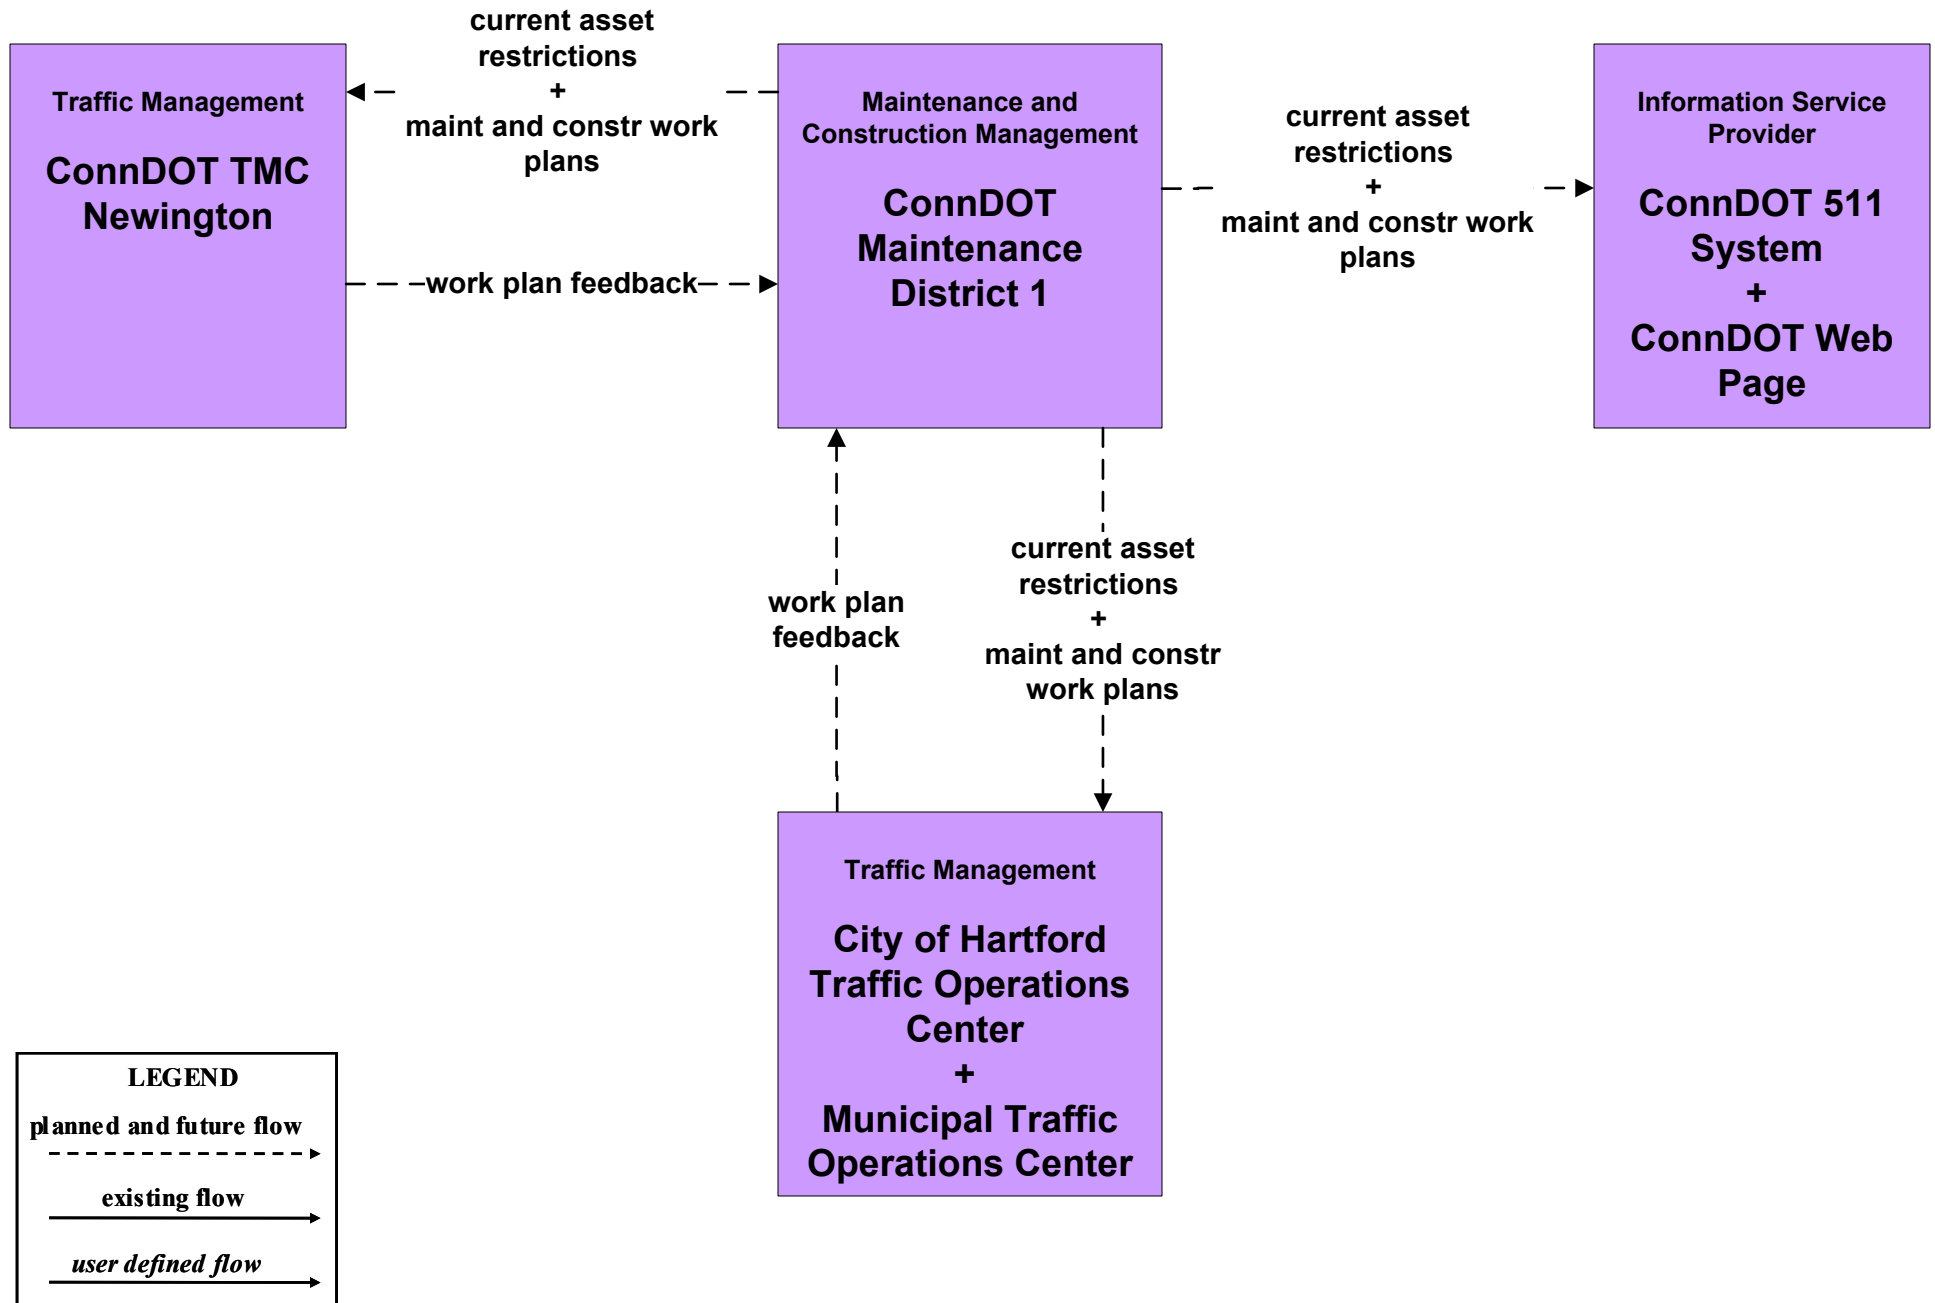 current asset
restrictions
+
maint and constr work
plans
Traffic Management
ConnDOT TMC
Newington
work plan feedback
Maintenance and
Construction Management
ConnDOT
Maintenance
District 1
current asset
restrictions
+
maint and constr work
plans
Information Service
Provider
ConnDOT 511
System
+
ConnDOT Web
Page
work plan
feedback
current asset
restrictions
+
maint and constr
work plans
Traffic Management
City of Hartford
Traffic Operations
Center
+
Municipal Traffic
Operations Center
LEGEND
planned and future flow
existing flow
user defined flow